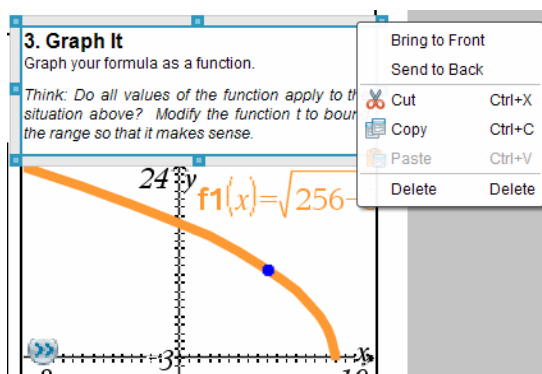 3. Graph It
Graph your formula as a function.
Think: Do all values of the function apply to th
situation above? Modify the function t to bour
the range so that it makes sense.
Bring to Front
Send to Back
Cut Ctrl+X
Copy Ctrl+C
Paste Ctrl+V
Delete Delete
24 y
f1(x)=√256-
-3
x